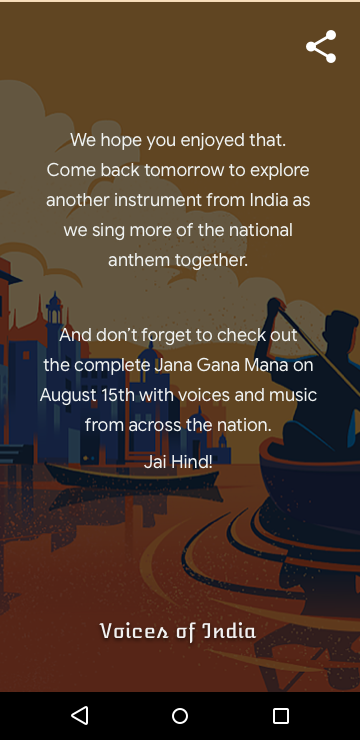 We hope you enjoyed that.
Come back tomorrow to explore
another instrument from India as
we sing more of the national
anthem together.
And don't forget to check out
the complete Jana Gana Mana on
August 15th with voices and music
from across the nation.
Jai Hind!
Voices of India